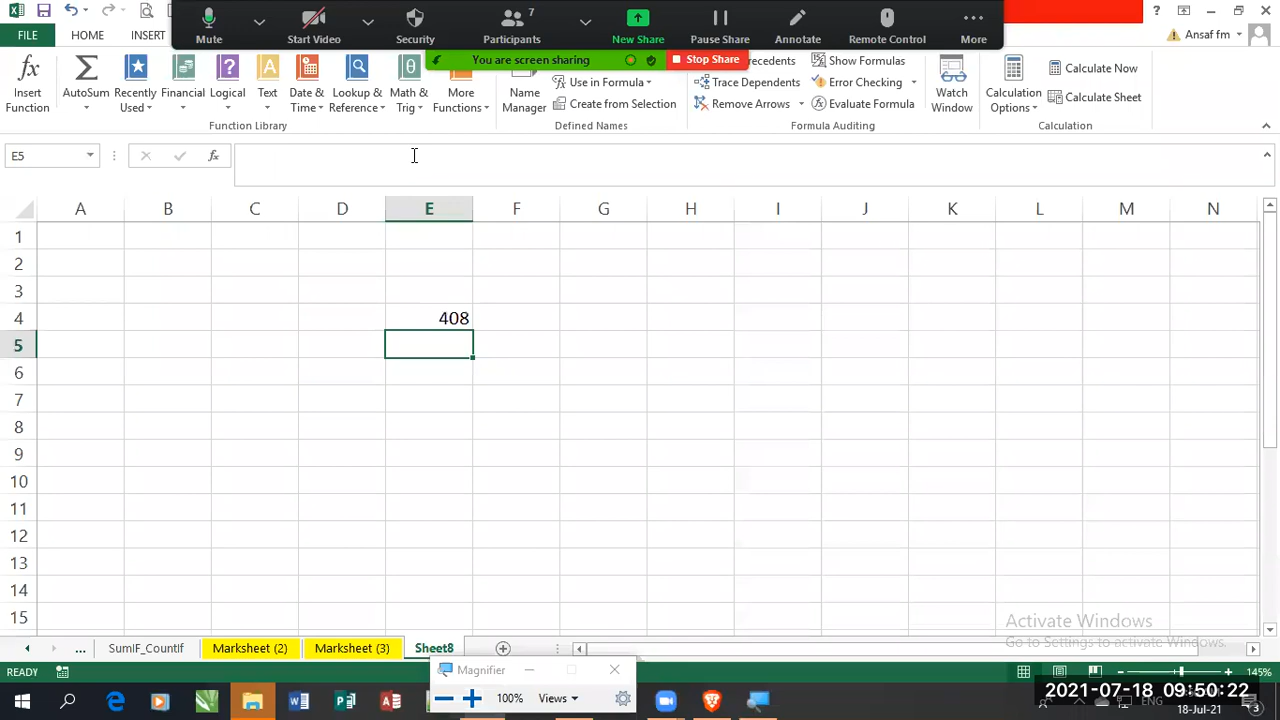 FILE HOME INSERT
Mute Start Video Security 7 Participants New Share Pause Share Annotate Remote Control More
You are screen sharing Stop Share
? Ansaf fm
Insert Function AutoSum Recently Used Financial Logical Text Date & Time Lookup & Reference Math & Trig More Functions
Name Manager Use in Formula Create from Selection
cedents Show Formulas
Trace Dependents Error Checking
Remove Arrows Evaluate Formula
Watch Window Calculation Options Calculate Now Calculate Sheet
Function Library Defined Names Formula Auditing Calculation
E5 fx
A B C D E F G H I J K L M N
1
2
3
4 408
5
6
7
8
9
10
11
12
13
14
15
Activate Windows
Go to Settings to activate Windows.
... SumIF_CountIf Marksheet (2) Marksheet (3) Sheet8
READY 145%
Magnifier
100% Views
2021-07-18 09:50:22
18-Jul-21 3